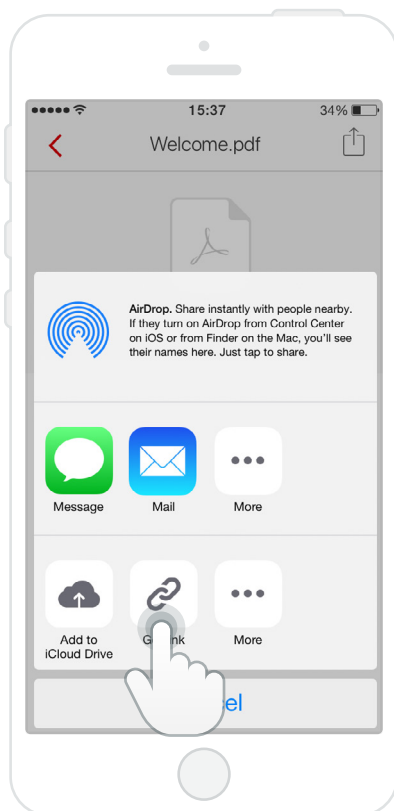 15:37
34%
Welcome.pdf
AirDrop. Share instantly with people nearby.
If they turn on AirDrop from Control Center
on iOS or from Finder on the Mac, you'll see
their names here. Just tap to share.
Message Mail More
Add to
iCloud Drive
More